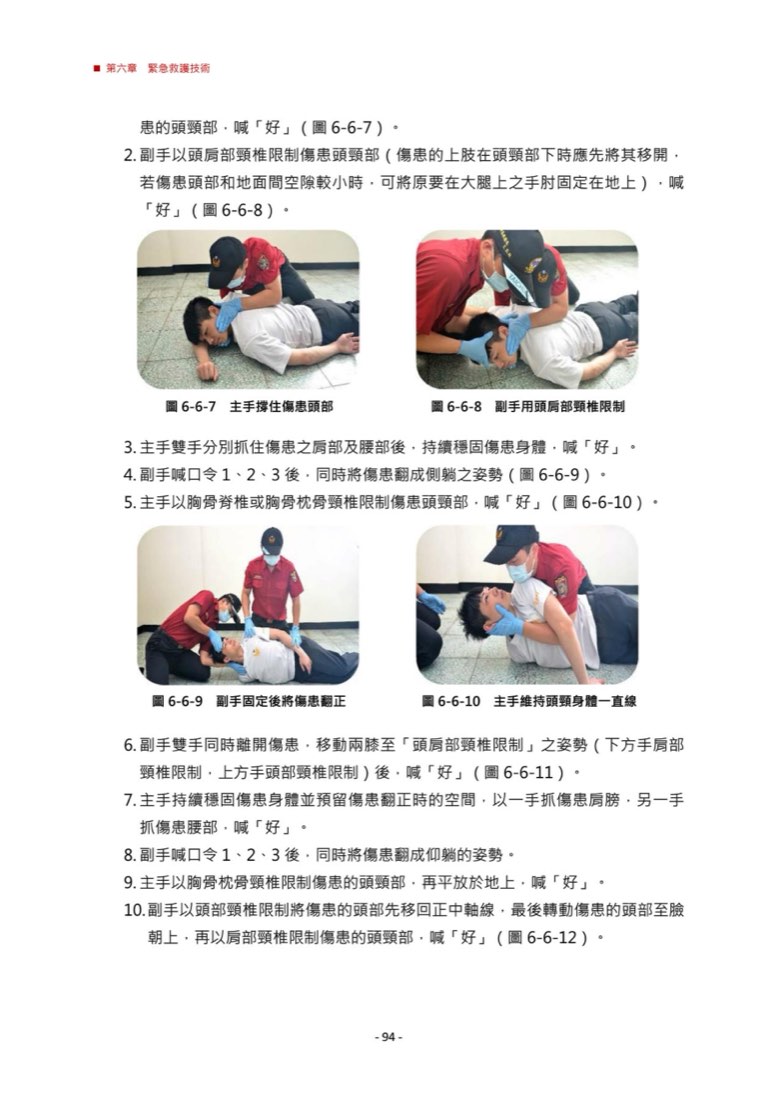 ■ 第六章 緊急救護技術
患的頭頸部，喊「好」（圖 6-6-7）。
2. 副手以頭肩部頸椎限制傷患頭頸部（傷患的上肢在頭頸部下時應先將其移開，
若傷患頭部和地面間空隙較小時，可將原要在大腿上之手肘固定在地上），喊
「好」（圖 6-6-8）。
圖 6-6-7 主手撐住傷患頭部
圖 6-6-8 副手用頭肩部頸椎限制
3. 主手雙手分別抓住傷患之肩部及腰部後，持續穩固傷患身體，喊「好」。
4. 副手喊口令 1、2、3 後，同時將傷患翻成側躺之姿勢（圖 6-6-9）。
5. 主手以胸骨脊椎或胸骨枕骨頸椎限制傷患頭頸部，喊「好」（圖 6-6-10）。
圖 6-6-9 副手固定後將傷患翻正
圖 6-6-10 主手維持頭頸身體一直線
6. 副手雙手同時離開傷患，移動兩膝至「頭肩部頸椎限制」之姿勢（下方手肩部
頸椎限制，上方手頭部頸椎限制）後，喊「好」（圖 6-6-11）。
7. 主手持續穩固傷患身體並預留傷患翻正時的空間，以一手抓傷患肩膀，另一手
抓傷患腰部，喊「好」。
8. 副手喊口令 1、2、3 後，同時將傷患翻成仰躺的姿勢。
9. 主手以胸骨枕骨頸椎限制傷患的頭頸部，再平放於地上，喊「好」。
10. 副手以頭部頸椎限制將傷患的頭部先移回正中軸線，最後轉動傷患的頭部至臉
朝上，再以肩部頸椎限制傷患的頭頸部，喊「好」（圖 6-6-12）。
- 94 -